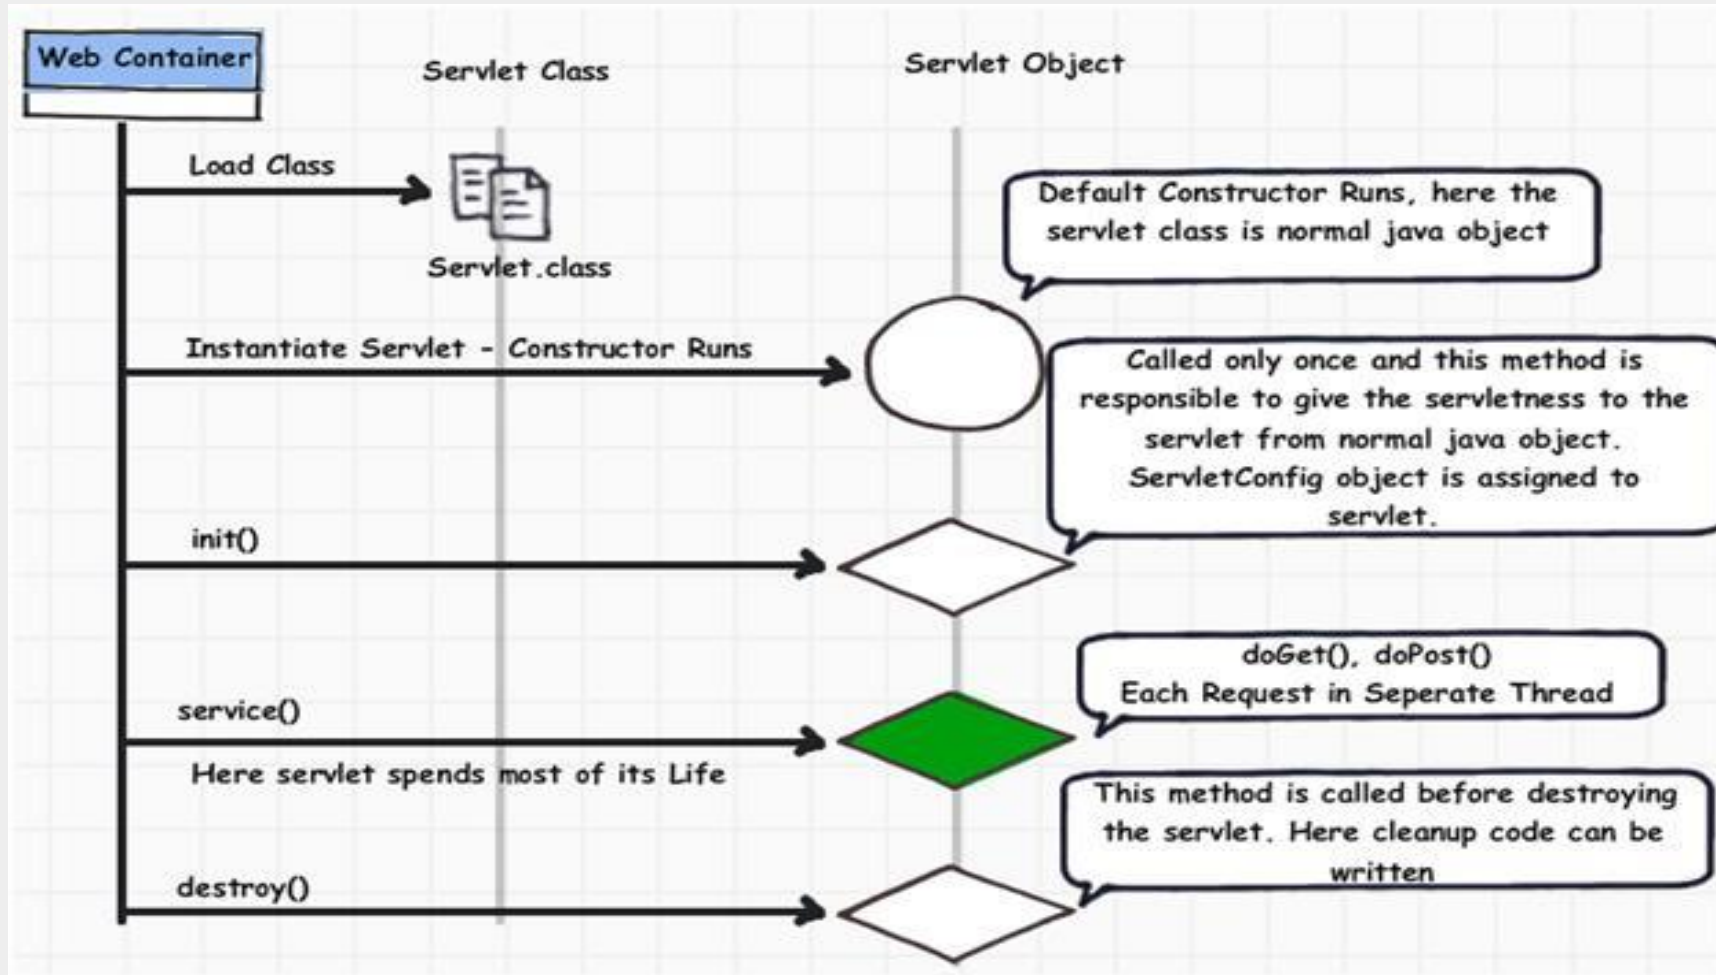 Web Container
Servlet Class
Servlet Object
Load Class
Servlet.class
Default Constructor Runs, here the
servlet class is normal java object
Instantiate Servlet - Constructor Runs
Called only once and this method is
responsible to give the servletness to the
servlet from normal java object.
ServletConfig object is assigned to
servlet.
init()
doGet(), doPost()
Each Request in Seperate Thread
service()
Here servlet spends most of its Life
This method is called before destroying
the servlet. Here cleanup code can be
written
destroy()